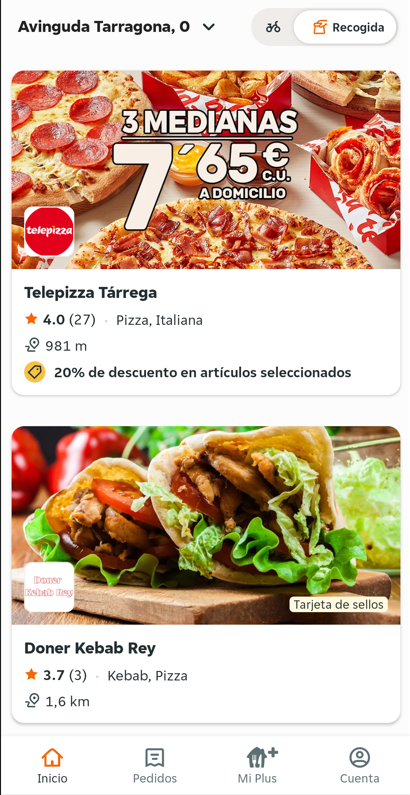 Avinguda Tarragona, 0
Recogida
3 MEDIANAS
7'65€
C.U.
A DOMICILIO
telepizza
Telepizza Tárrega
4.0 (27) · Pizza, Italiana
981 m
20% de descuento en artículos seleccionados
Doner
Kebab Rey
Tarjeta de sellos
Doner Kebab Rey
3.7 (3) · Kebab, Pizza
1,6 km
Inicio
Pedidos
Mi Plus
Cuenta